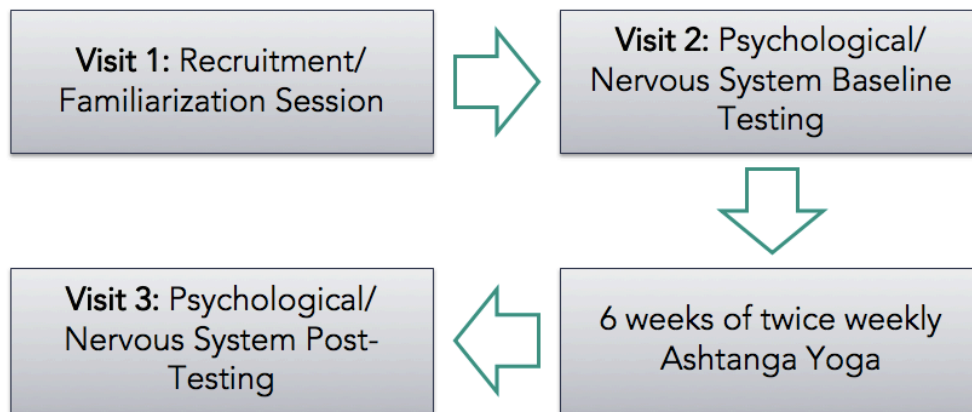 Visit 1: Recruitment/
Familiarization Session
Visit 2: Psychological/
Nervous System Baseline
Testing
6 weeks of twice weekly
Ashtanga Yoga
Visit 3: Psychological/
Nervous System Post-
Testing